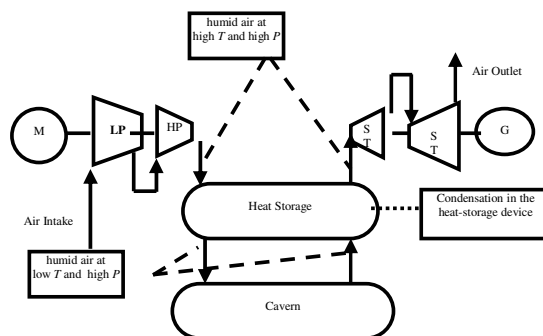 humid air at
high T and high P
Air Outlet
M
LP
HP
S
T
S
T
G
Heat Storage
Condensation in the
heat-storage device
Air Intake
humid air at
low T and high P
Cavern